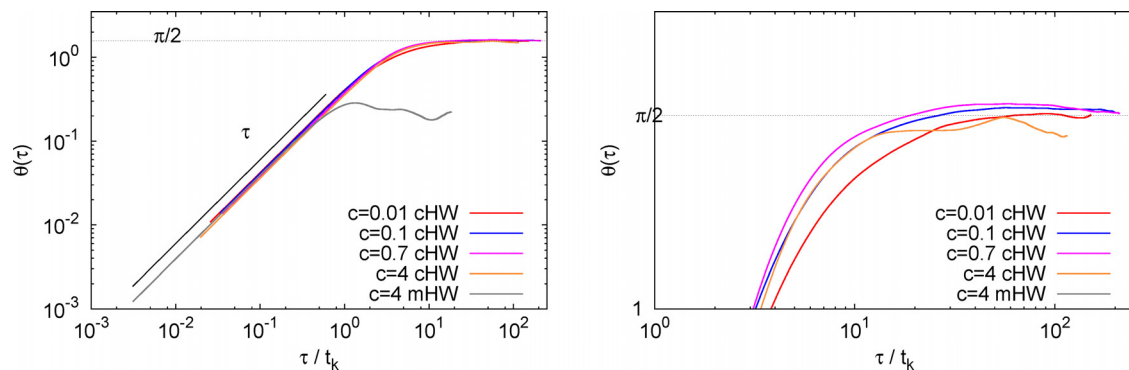 π/2
10^0
10^-1
10^-2
10^-3
θ(τ)
τ
c=0.01 cHW
c=0.1 cHW
c=0.7 cHW
c=4 cHW
c=4 mHW
10^-3 10^-2 10^-1 10^0 10^1 10^2
τ / t_k
π/2
θ(τ)
1
c=0.01 cHW
c=0.1 cHW
c=0.7 cHW
c=4 cHW
c=4 mHW
10^0 10^1 10^2
τ / t_k